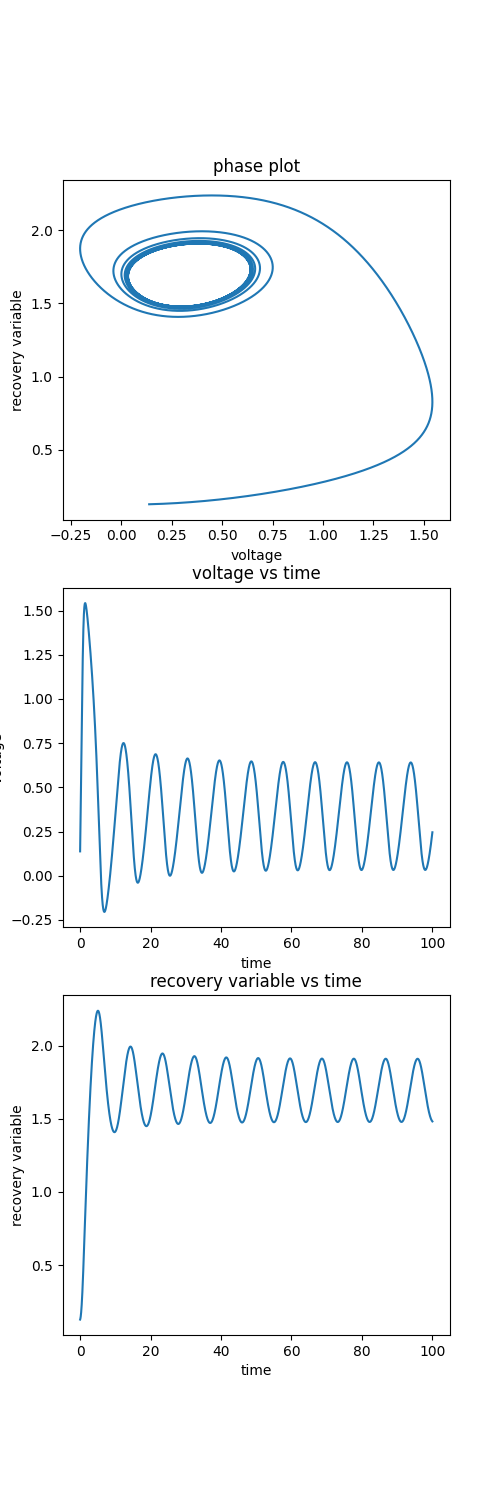 phase plot
2.0
1.5
1.0
0.5
recovery variable
−0.25 0.00 0.25 0.50 0.75 1.00 1.25 1.50
voltage
voltage vs time
1.50
1.25
1.00
0.75
0.50
0.25
0.00
−0.25
0 20 40 60 80 100
time
recovery variable vs time
2.0
1.5
1.0
0.5
recovery variable
0 20 40 60 80 100
time